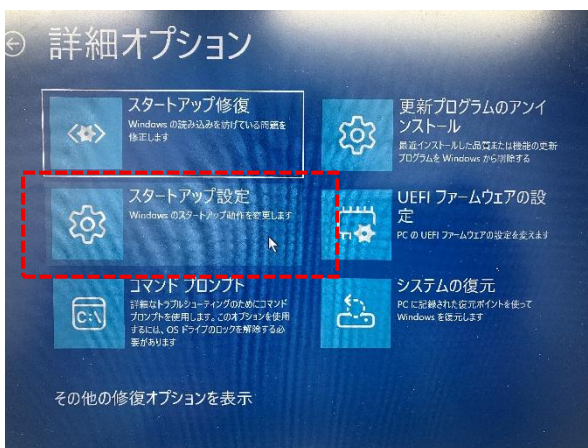 詳細オプション
スタートアップ修復
Windows の読み込みを妨げている問題を
修正します
スタートアップ設定
Windows のスタートアップ動作を変更します
コマンド プロンプト
詳細なトラブルシューティングのためにコマンド
プロンプトを使用します。このオプションを使用
するには、OS ドライブのロックを解除する必
要があります
更新プログラムのアンイ
ンストール
最近インストールした品質または機能の更新
プログラムを Windows から削除する
UEFI ファームウェアの設
定
PC の UEFI ファームウェアの設定を変えます
システムの復元
PC に記録された復元ポイントを使って
Windows を復元します
C:\
その他の修復オプションを表示